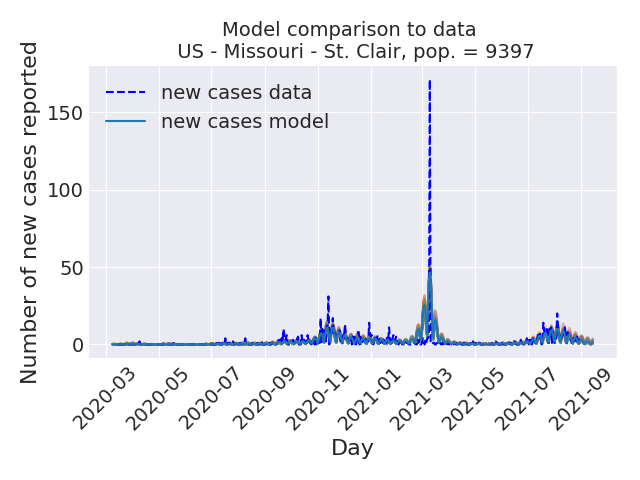 Model comparison to data
US - Missouri - St. Clair, pop. = 9397
Number of new cases reported
150
100
50
0
new cases data
new cases model
2020-03
2020-05
2020-07
2020-09
2020-11
2021-01
2021-03
2021-05
2021-07
2021-09
Day